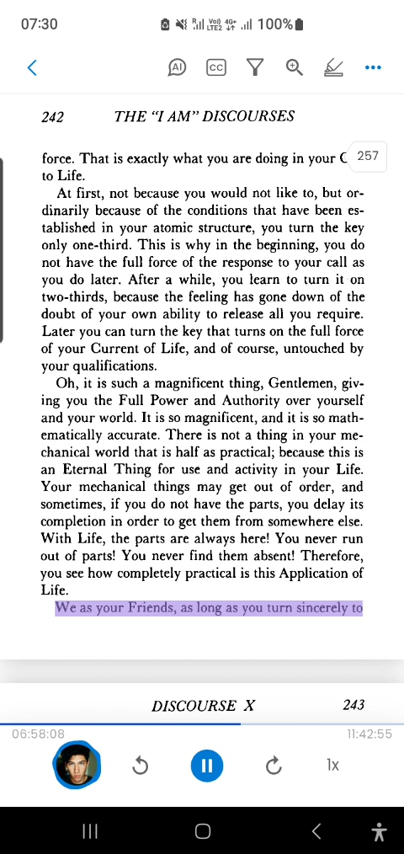 07:30
Vo))
R.ıl LTE2 4G+ .ıl 100%
AI CC
242 THE “I AM” DISCOURSES
257
force. That is exactly what you are doing in your C
to Life.
At first, not because you would not like to, but or-
dinarily because of the conditions that have been es-
tablished in your atomic structure, you turn the key
only one-third. This is why in the beginning, you do
not have the full force of the response to your call as
you do later. After a while, you learn to turn it on
two-thirds, because the feeling has gone down of the
doubt of your own ability to release all you require.
Later you can turn the key that turns on the full force
of your Current of Life, and of course, untouched by
your qualifications.
Oh, it is such a magnificent thing, Gentlemen, giv-
ing you the Full Power and Authority over yourself
and your world. It is so magnificent, and it is so math-
ematically accurate. There is not a thing in your me-
chanical world that is half as practical; because this is
an Eternal Thing for use and activity in your Life.
Your mechanical things may get out of order, and
sometimes, if you do not have the parts, you delay its
completion in order to get them from somewhere else.
With Life, the parts are always here! You never run
out of parts! You never find them absent! Therefore,
you see how completely practical is this Application of
Life.
We as your Friends, as long as you turn sincerely to
DISCOURSE X 243
06:58:08 11:42:55
1x